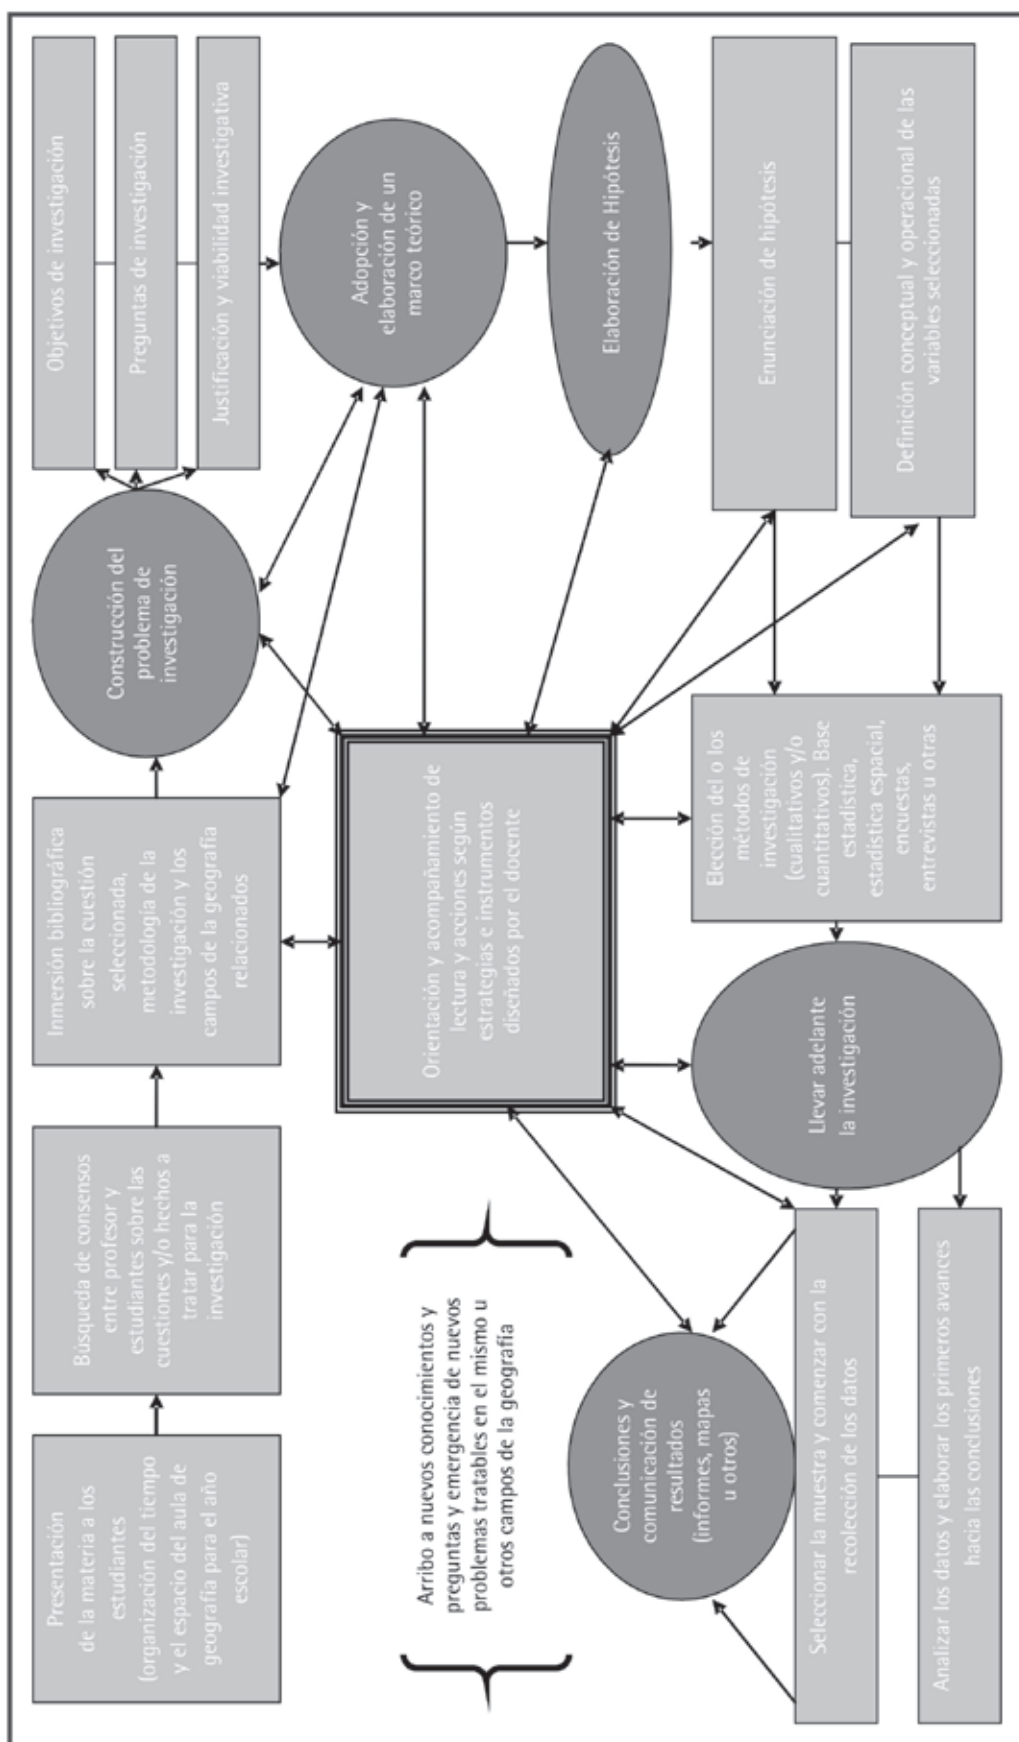 Presentación
de la materia a los
estudiantes
(organización del tiempo
y el espacio del aula de
geografía para el año
escolar)
Búsqueda de consensos
entre profesor y
estudiantes sobre las
cuestiones y/o hechos a
tratar para la
investigación
Inmersión bibliográfica
sobre la cuestión
seleccionada,
metodología de la
investigación y los
campos de la geografía
relacionados
Construcción del
problema de
investigación
Objetivos de investigación
Preguntas de investigación
Justificación y viabilidad investigativa
Adopción y
elaboración de un
marco teórico
Elaboración de Hipótesis
Enunciación de hipótesis
Definición conceptual y operacional de las
variables seleccionadas
Orientación y acompañamiento de
lectura y acciones según
estrategias e instrumentos
diseñados por el docente
Elección del o los
métodos de
investigación
(cualitativos y/o
cuantitativos). Base
estadística,
estadística espacial,
encuestas,
entrevistas u otras
Llevar adelante
la investigación
Seleccionar la muestra y comenzar con la
recolección de los datos
Analizar los datos y elaborar los primeros avances
hacia las conclusiones
Conclusiones y
comunicación de
resultados
(informes, mapas
u otros)
Arribo a nuevos conocimientos y
preguntas y emergencia de nuevos
problemas tratables en el mismo u
otros campos de la geografía